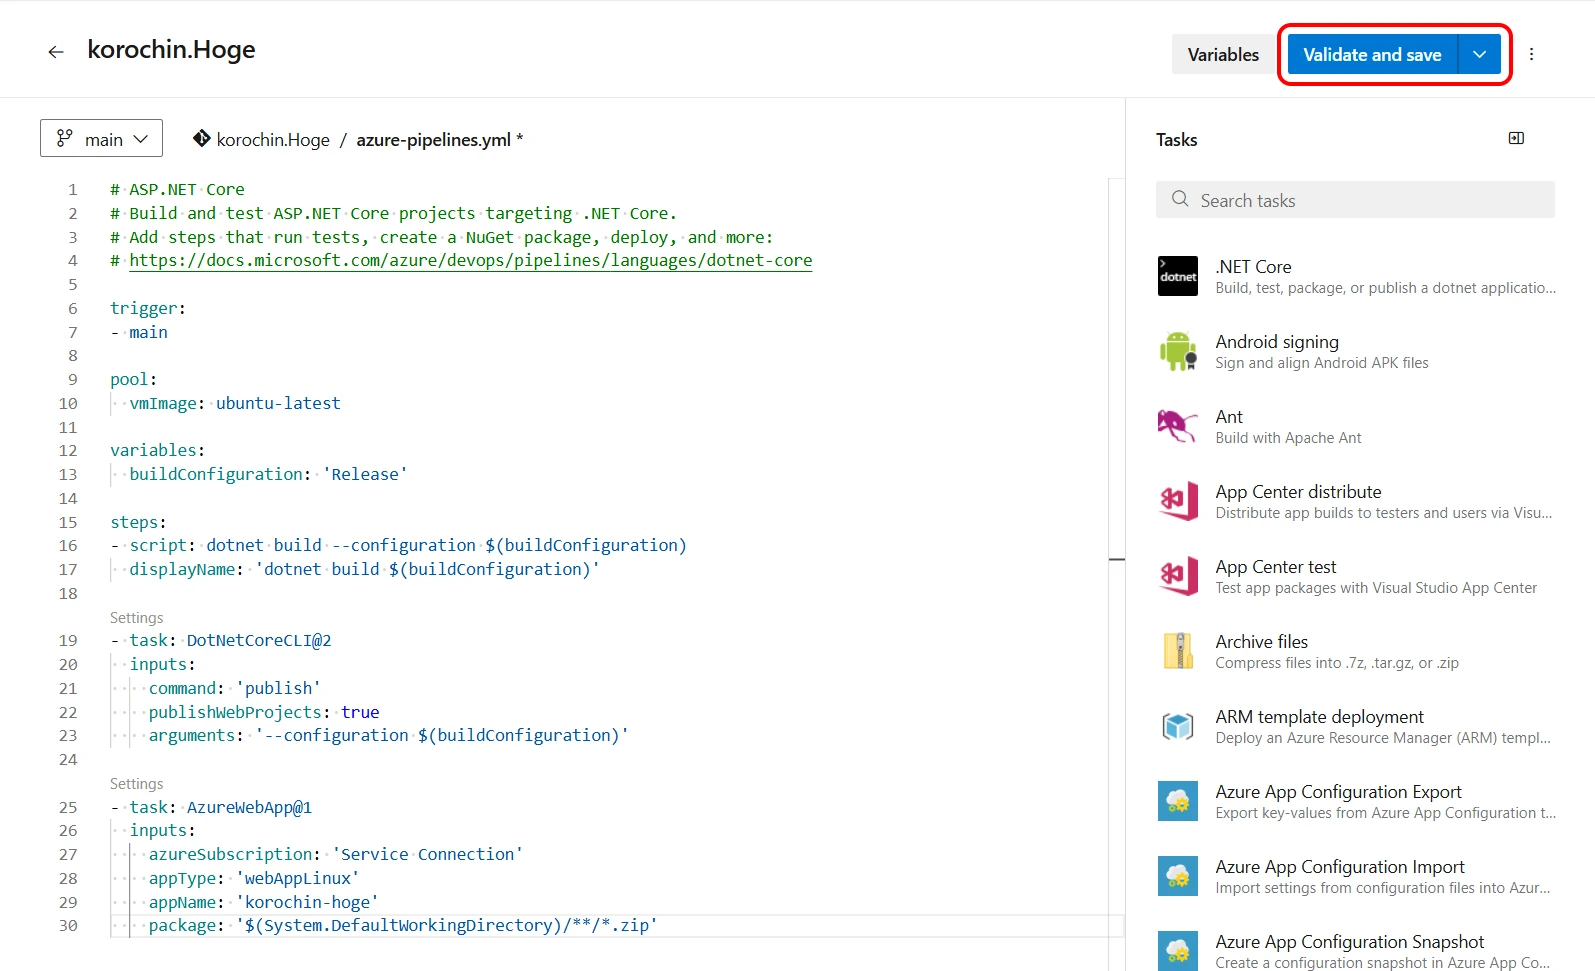 korochin.Hoge
Variables
Validate and save
main
korochin.Hoge / azure-pipelines.yml *
1 # ASP.NET Core
2 # Build and test ASP.NET Core projects targeting .NET Core.
3 # Add steps that run tests, create a NuGet package, deploy, and more:
4 # https://docs.microsoft.com/azure/devops/pipelines/languages/dotnet-core
5
6 trigger:
7 - main
8
9 pool:
10   vmImage: ubuntu-latest
11
12 variables:
13   buildConfiguration: 'Release'
14
15 steps:
16 - script: dotnet build --configuration $(buildConfiguration)
17   displayName: 'dotnet build $(buildConfiguration)'
18
Settings
19 - task: DotNetCoreCLI@2
20   inputs:
21     command: 'publish'
22     publishWebProjects: true
23     arguments: '--configuration $(buildConfiguration)'
24
Settings
25 - task: AzureWebApp@1
26   inputs:
27     azureSubscription: 'Service Connection'
28     appType: 'webAppLinux'
29     appName: 'korochin-hoge'
30     package: '$(System.DefaultWorkingDirectory)/**/*.zip'
Tasks
Search tasks
dotnet
.NET Core
Build, test, package, or publish a dotnet applicatio...
Android signing
Sign and align Android APK files
Ant
Build with Apache Ant
App Center distribute
Distribute app builds to testers and users via Visu...
App Center test
Test app packages with Visual Studio App Center
Archive files
Compress files into .7z, .tar.gz, or .zip
ARM template deployment
Deploy an Azure Resource Manager (ARM) templ...
Azure App Configuration Export
Export key-values from Azure App Configuration t...
Azure App Configuration Import
Import settings from configuration files into Azur...
Azure App Configuration Snapshot
Create a configuration snapshot in Azure App Co...